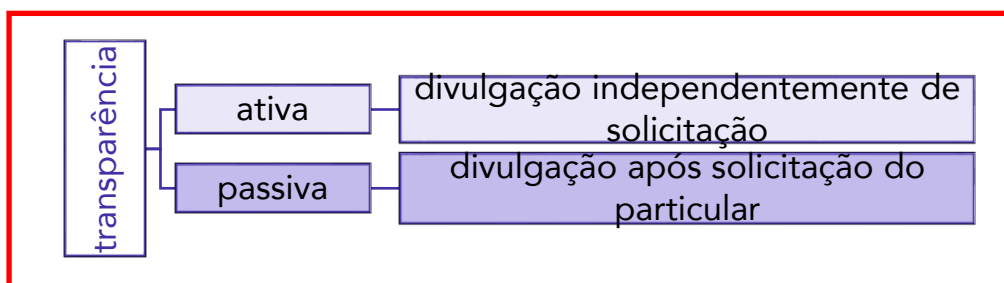 transparência
ativa
divulgação independentemente de
solicitação
passiva
divulgação após solicitação do
particular